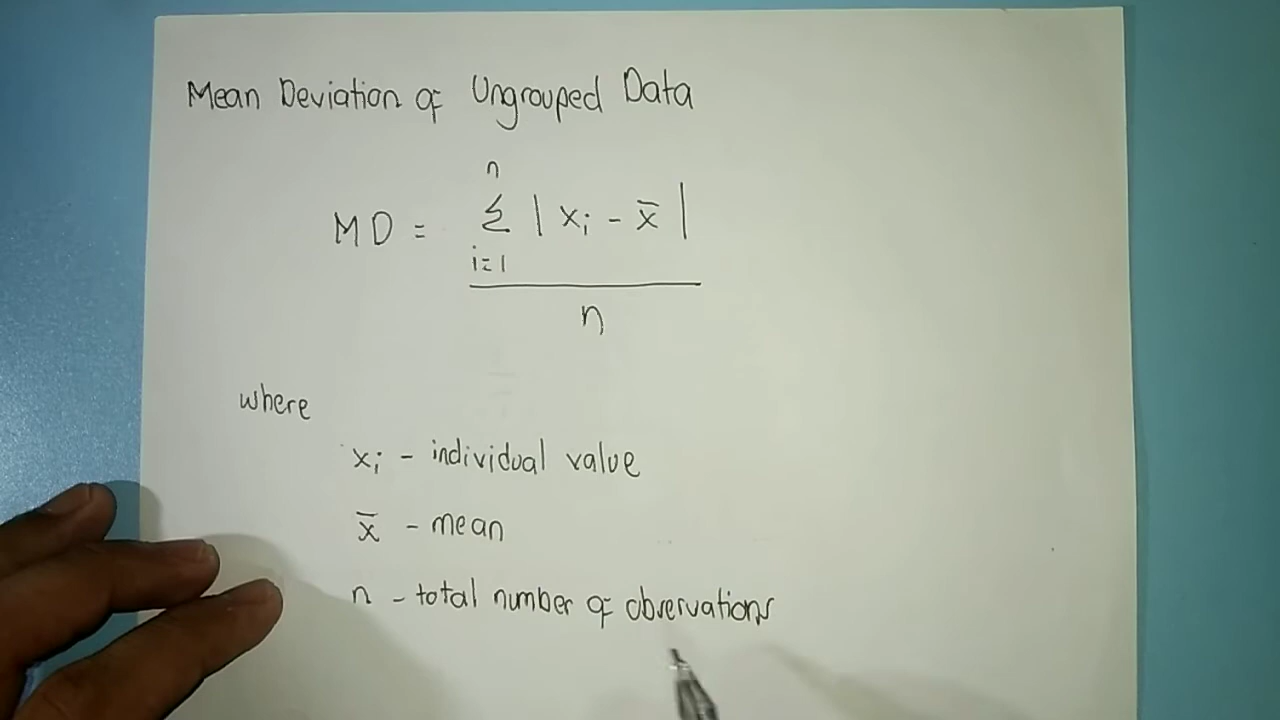 Mean Deviation of Ungrouped Data
n
MD = Σ | xᵢ - x̄ |
i=1
n
where
xᵢ - individual value
x̄ - mean
n - total number of observations